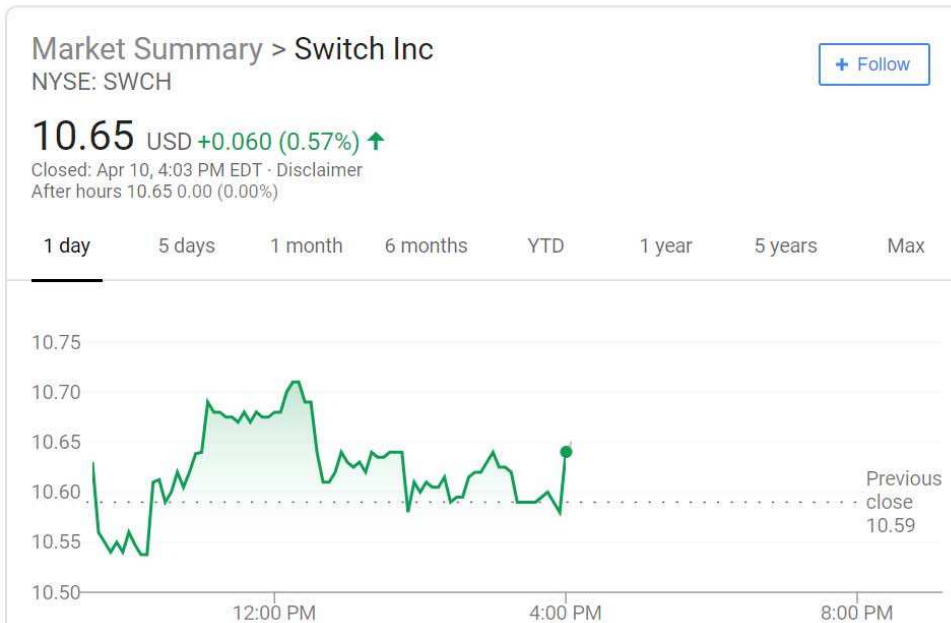 Market Summary > Switch Inc
NYSE: SWCH
+ Follow
10.65 USD +0.060 (0.57%)
Closed: Apr 10, 4:03 PM EDT · Disclaimer
After hours 10.65 0.00 (0.00%)
1 day 5 days 1 month 6 months YTD 1 year 5 years Max
10.75
10.70
10.65
10.60
10.55
10.50
Previous
close
10.59
12:00 PM 4:00 PM 8:00 PM